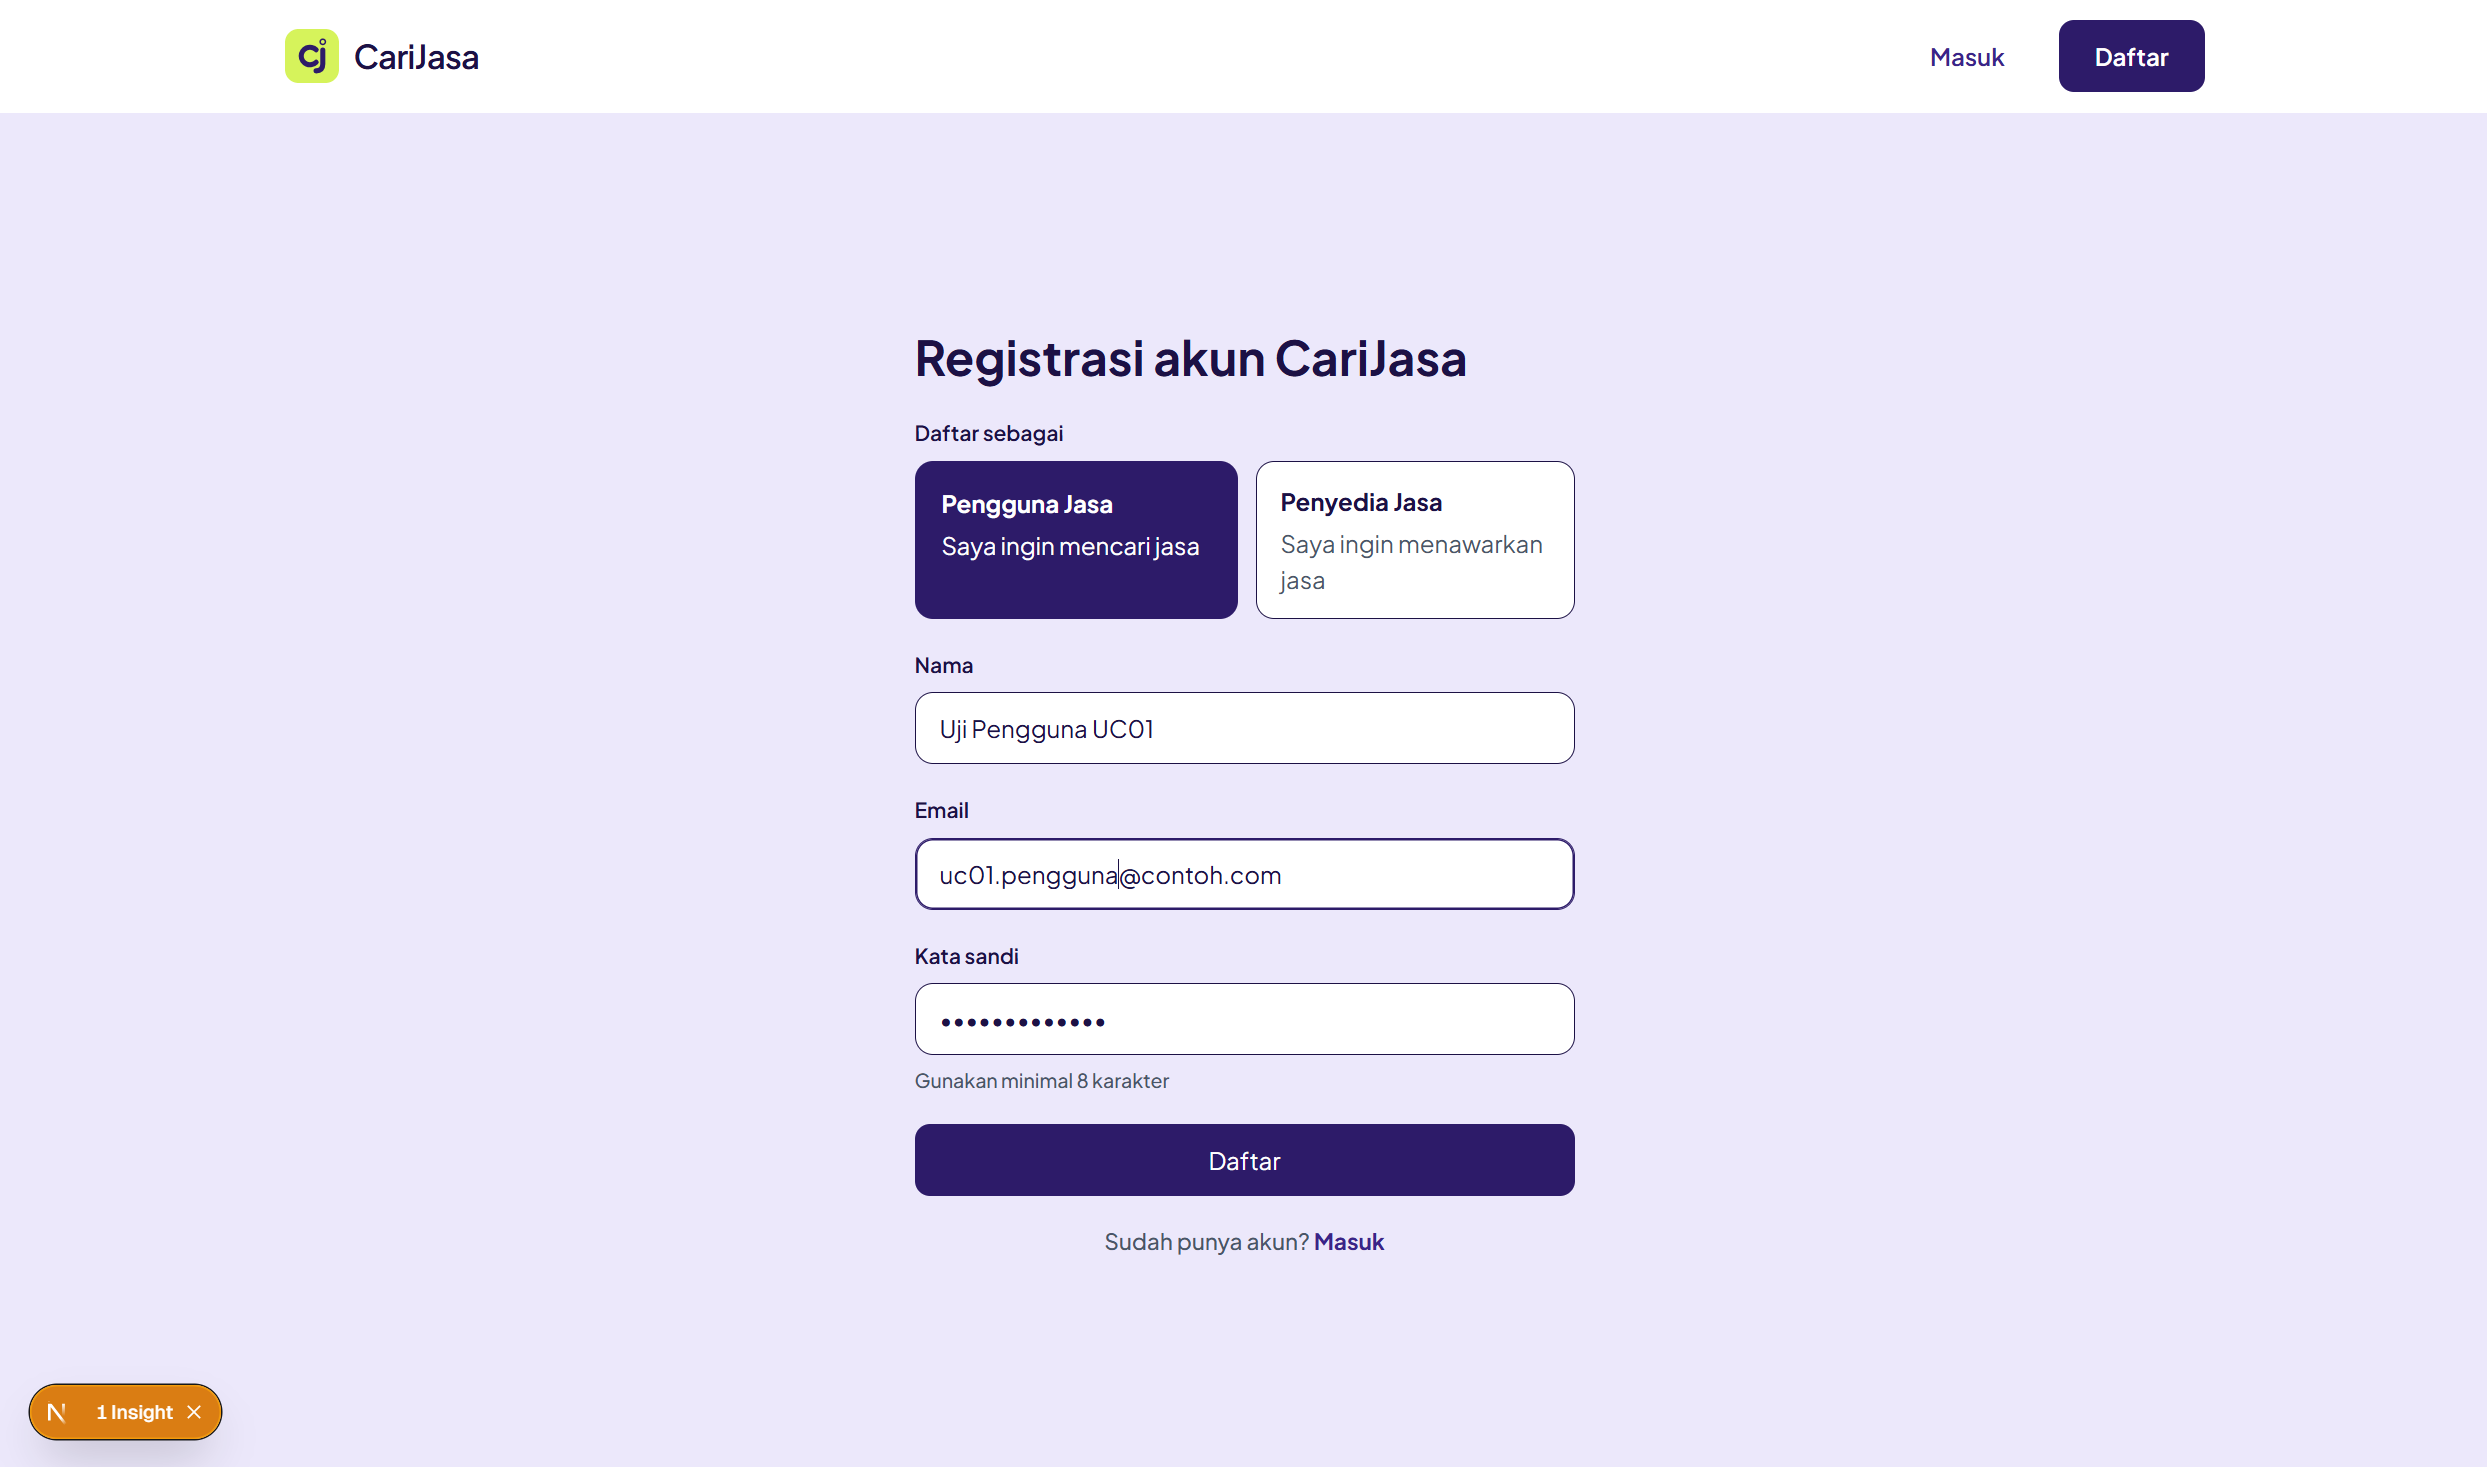 cj CariJasa
Masuk
Daftar
Registrasi akun CariJasa
Daftar sebagai
Pengguna Jasa
Saya ingin mencari jasa
Penyedia Jasa
Saya ingin menawarkan
jasa
Nama
Uji Pengguna UC01
Email
uc01.pengguna@contoh.com
Kata sandi
•••••••••••••
Gunakan minimal 8 karakter
Daftar
Sudah punya akun? Masuk
N 1 Insight